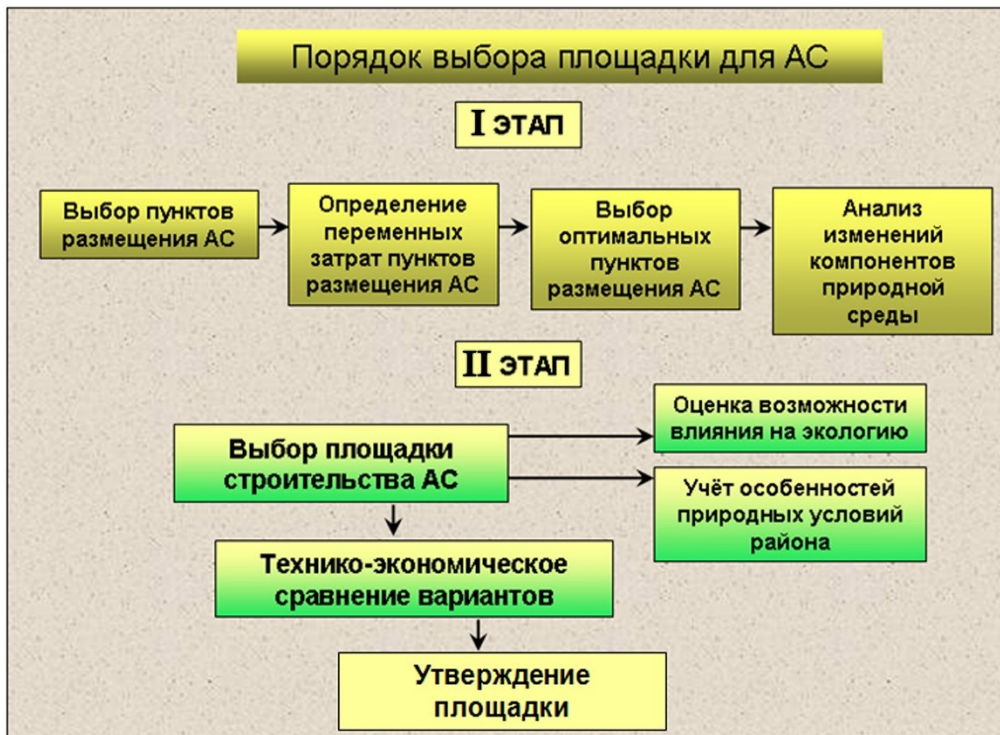 Порядок выбора площадки для АС
I ЭТАП
Выбор пунктов
размещения АС
Определение
переменных
затрат пунктов
размещения АС
Выбор
оптимальных
пунктов
размещения АС
Анализ
изменений
компонентов
природной
среды
II ЭТАП
Выбор площадки
строительства АС
Оценка возможности
влияния на экологию
Учёт особенностей
природных условий
района
Технико-экономическое
сравнение вариантов
Утверждение
площадки